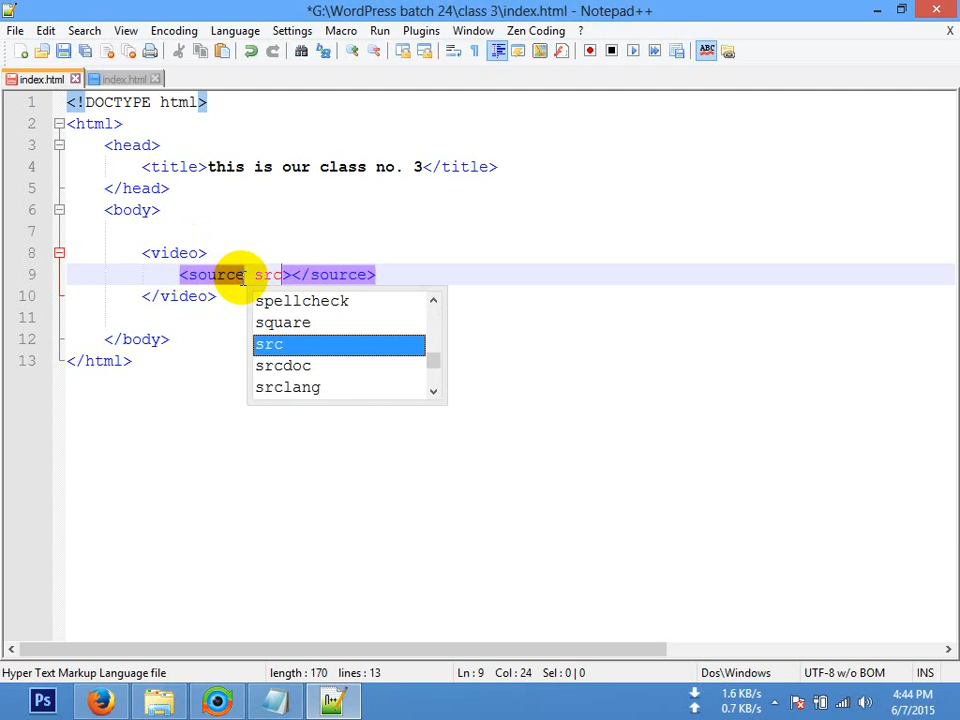 *G:\WordPress batch 24\class 3\index.html - Notepad++
File Edit Search View Encoding Language Settings Macro Run Plugins Window Zen Coding ? X
ABC
index.html index.html
1 <!DOCTYPE html>
2 <html>
3 <head>
4 <title>this is our class no. 3</title>
5 </head>
6 <body>
7
8 <video>
9 <source src></source>
10 </video>
11
12 </body>
13 </html>
spellcheck
square
src
srcdoc
srclang
Hyper Text Markup Language file length : 170 lines : 13 Ln : 9 Col : 24 Sel : 0 | 0 Dos\Windows UTF-8 w/o BOM INS
Ps
1.6 KB/s
0.7 KB/s
4:44 PM
6/7/2015